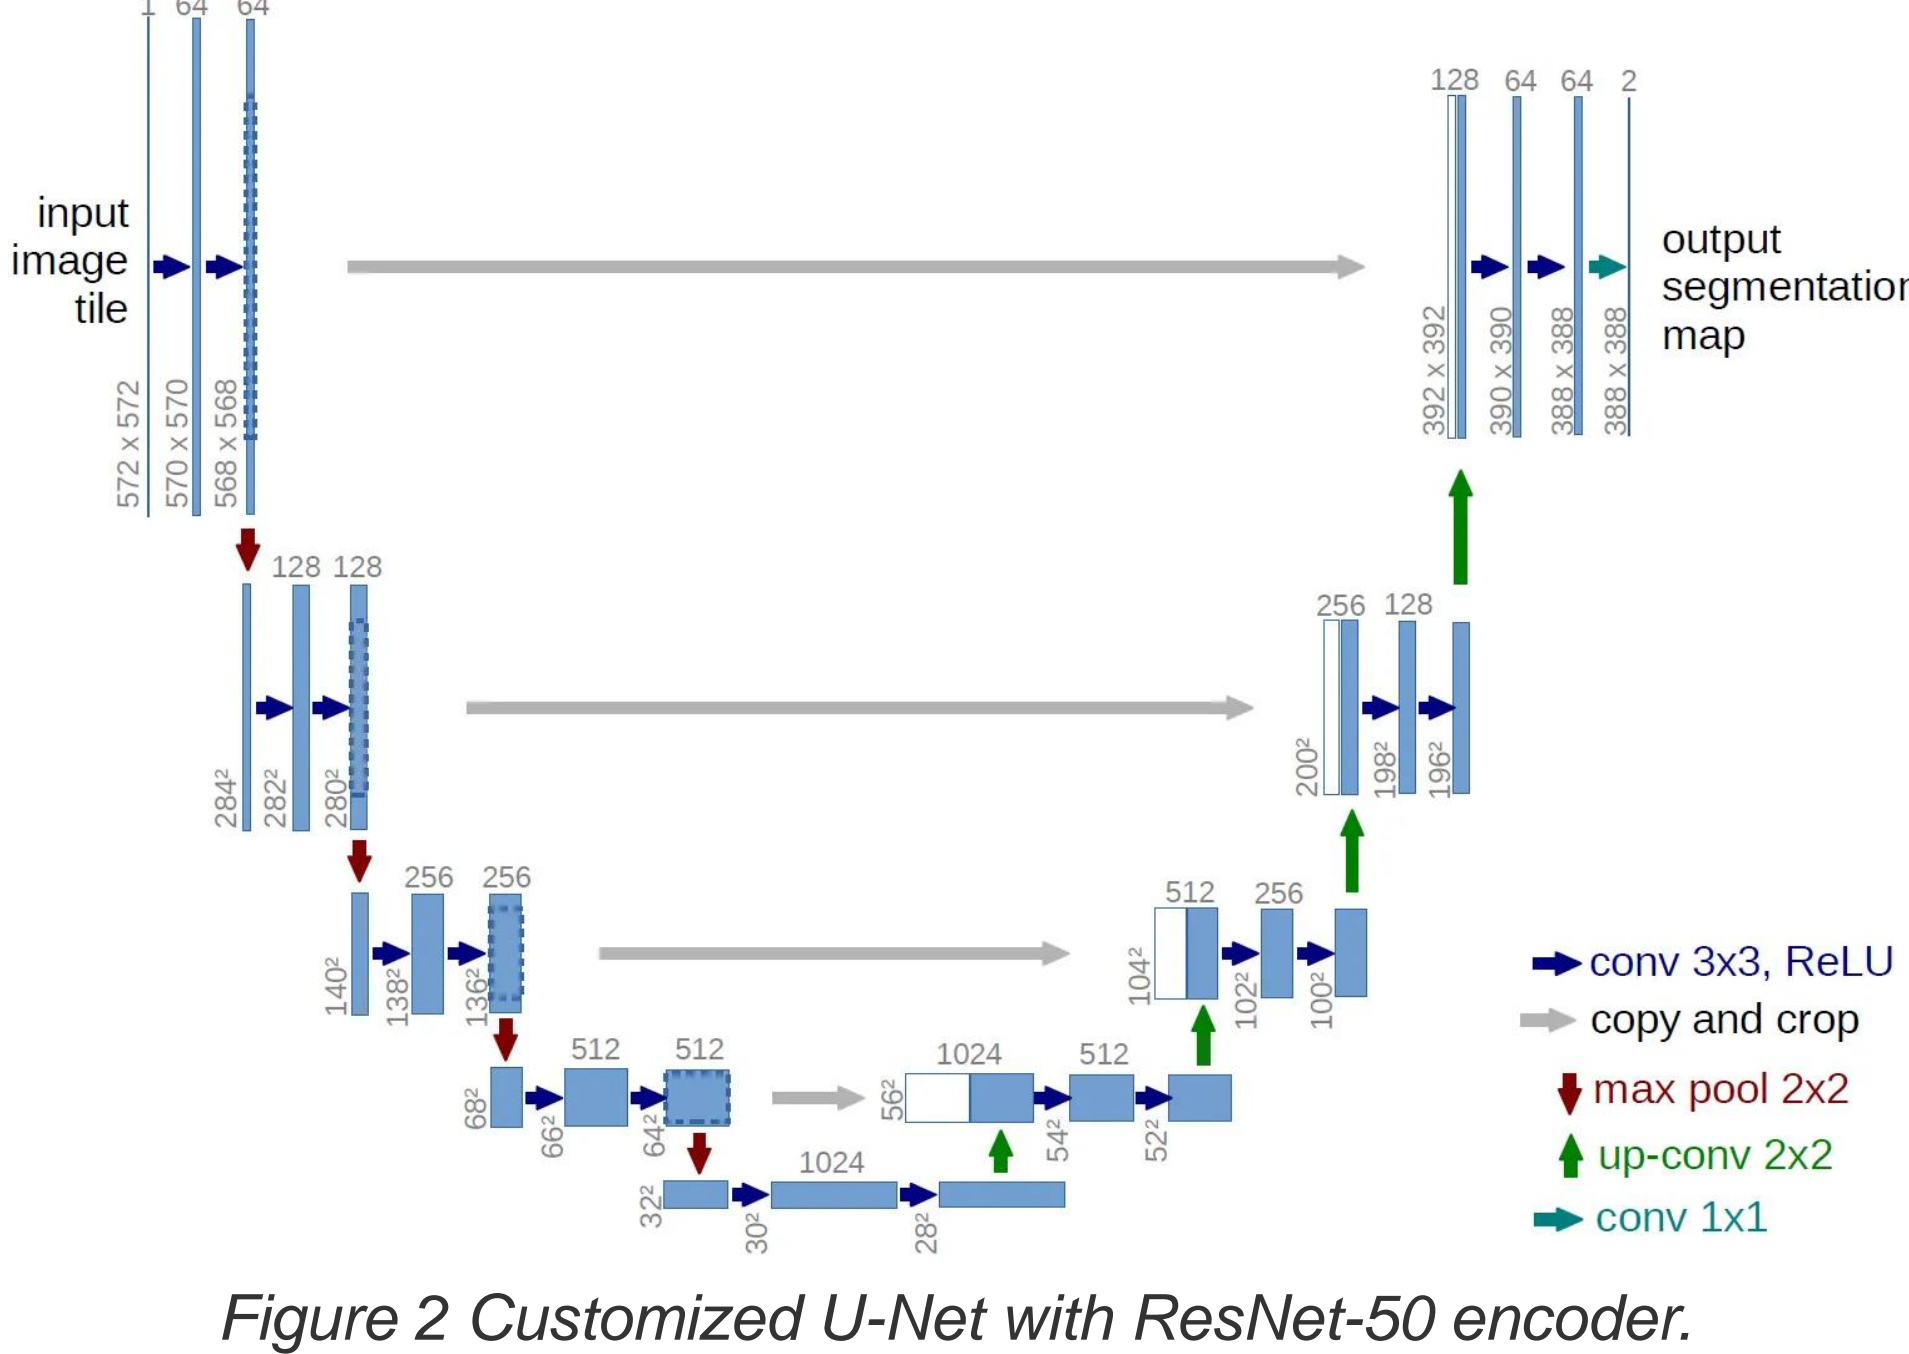 1 64 64
input
image
tile
572 x 572
570 x 570
568 x 568
128 64 64 2
392 x 392
390 x 390
388 x 388
388 x 388
output
segmentation
map
128 128
284²
282²
280²
256 128
200²
198²
196²
256 256
140²
138²
136²
512 256
104²
102²
100²
512 512
68²
66²
64²
1024 512
56²
54²
52²
1024
32²
30²
28²
conv 3x3, ReLU
copy and crop
max pool 2x2
up-conv 2x2
conv 1x1
Figure 2 Customized U-Net with ResNet-50 encoder.